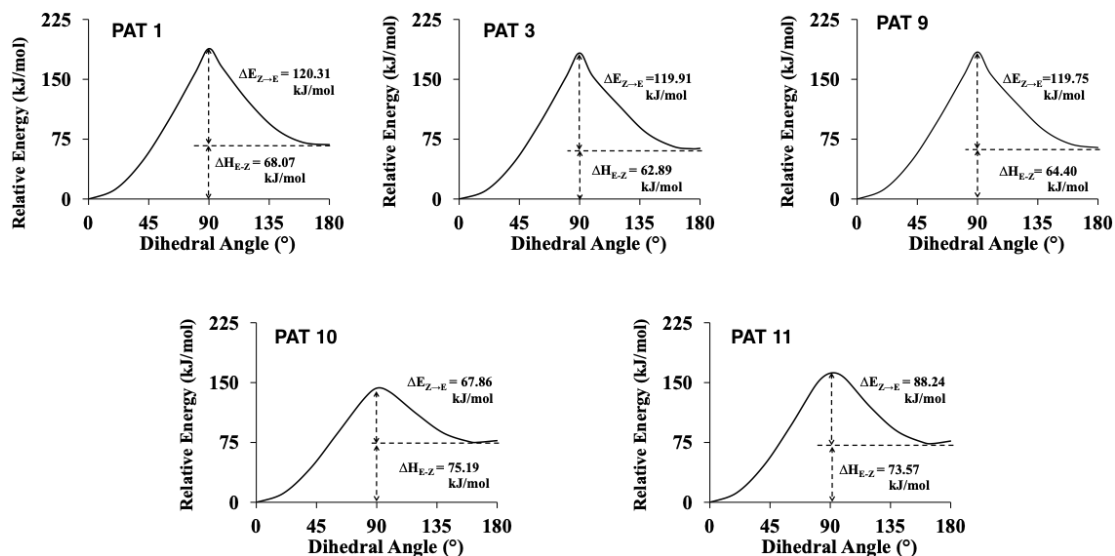 PAT 1
Relative Energy (kJ/mol)
225
150
75
0
ΔE_Z→E = 120.31
kJ/mol
ΔH_E-Z = 68.07
kJ/mol
0 45 90 135 180
Dihedral Angle (°)
PAT 3
Relative Energy (kJ/mol)
225
150
75
0
ΔE_Z→E =119.91
kJ/mol
ΔH_E-Z = 62.89
kJ/mol
0 45 90 135 180
Dihedral Angle (°)
PAT 9
Relative Energy (kJ/mol)
225
150
75
0
ΔE_Z→E =119.75
kJ/mol
ΔH_E-Z = 64.40
kJ/mol
0 45 90 135 180
Dihedral Angle (°)
PAT 10
Relative Energy (kJ/mol)
225
150
75
0
ΔE_Z→E = 67.86
kJ/mol
ΔH_E-Z = 75.19
kJ/mol
0 45 90 135 180
Dihedral Angle (°)
PAT 11
Relative Energy (kJ/mol)
225
150
75
0
ΔE_Z→E = 88.24
kJ/mol
ΔH_E-Z = 73.57
kJ/mol
0 45 90 135 180
Dihedral Angle (°)